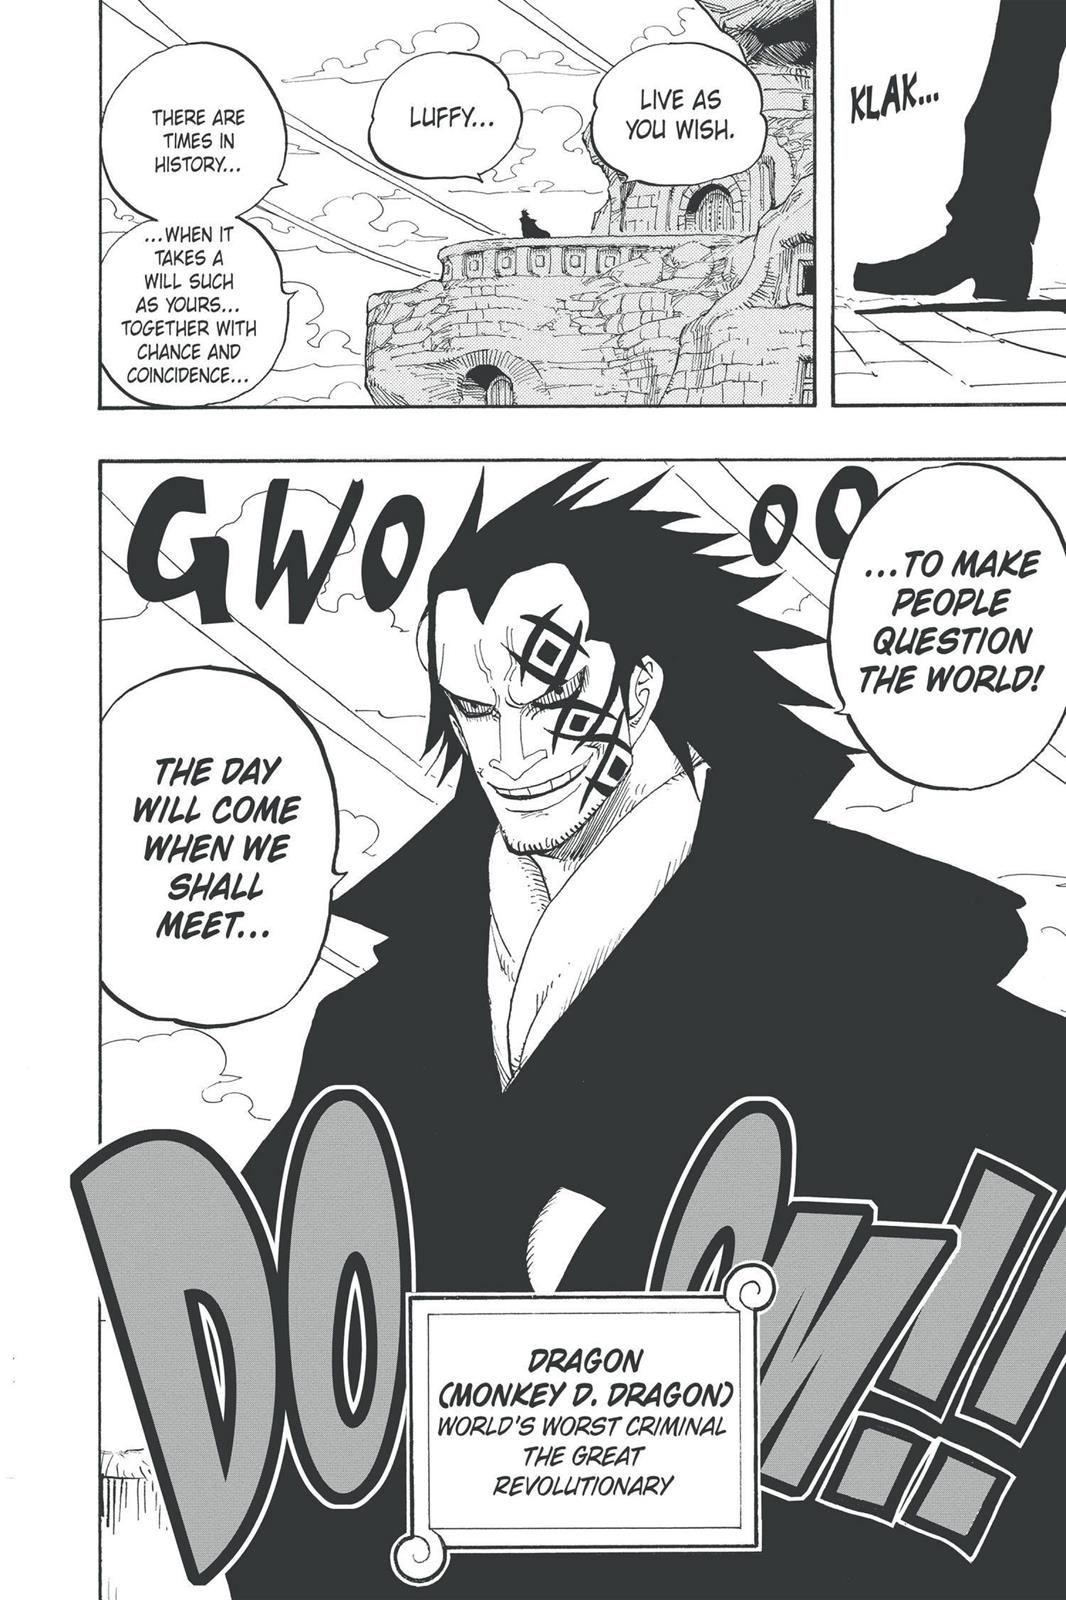 KLAK...
LIVE AS
YOU WISH.
LUFFY...
THERE ARE
TIMES IN
HISTORY...
...WHEN IT
TAKES A
WILL SUCH
AS YOURS...
TOGETHER WITH
CHANCE AND
COINCIDENCE...
...TO MAKE
PEOPLE
QUESTION
THE WORLD!
GWO OO
THE DAY
WILL COME
WHEN WE
SHALL
MEET...
DOOM!!
DRAGON
(MONKEY D. DRAGON)
WORLD'S WORST CRIMINAL
THE GREAT
REVOLUTIONARY